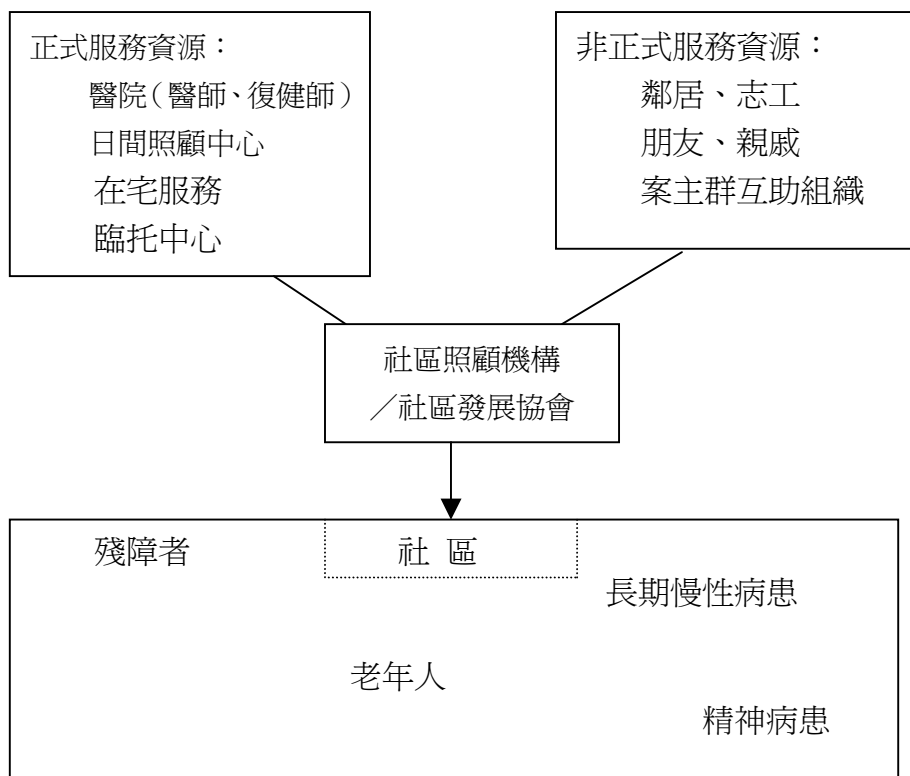 正式服務資源：
醫院（醫師、復健師）
日間照顧中心
在宅服務
臨托中心
非正式服務資源：
鄰居、志工
朋友、親戚
案主群互助組織
社區照顧機構
／社區發展協會
殘障者
社 區
長期慢性病患
老年人
精神病患